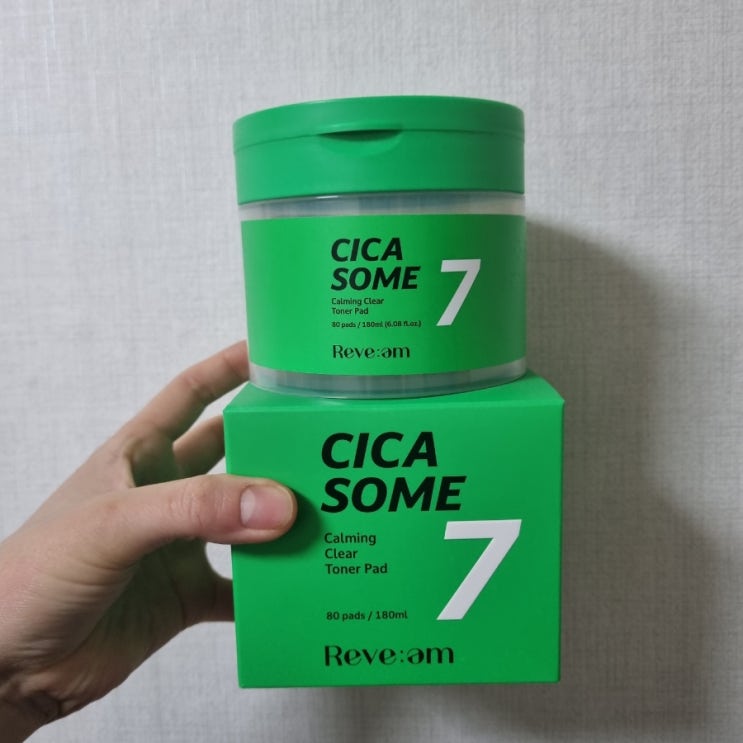 CICA
SOME
7
Calming Clear
Toner Pad
80 pads / 180ml (6.08 fl.oz.)
Reve:am
CICA
SOME
7
Calming
Clear
Toner Pad
80 pads / 180ml
Reve:am